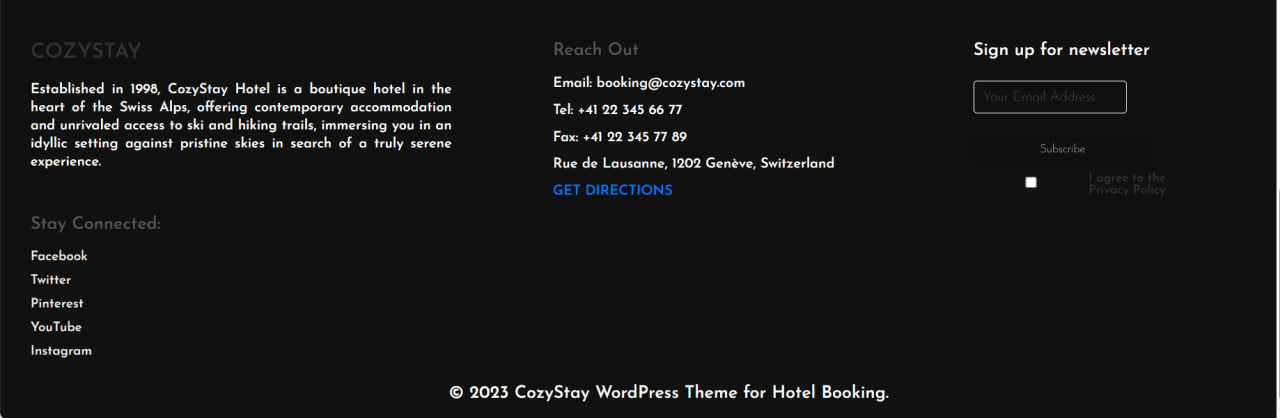 COZYSTAY
Established in 1998, CozyStay Hotel is a boutique hotel in the
heart of the Swiss Alps, offering contemporary accommodation
and unrivaled access to ski and hiking trails, immersing you in an
idyllic setting against pristine skies in search of a truly serene
experience.
Stay Connected:
Facebook
Twitter
Pinterest
YouTube
Instagram
Reach Out
Email: booking@cozystay.com
Tel: +41 22 345 66 77
Fax: +41 22 345 77 89
Rue de Lausanne, 1202 Genève, Switzerland
GET DIRECTIONS
Sign up for newsletter
Your Email Address
Subscribe
I agree to the
Privacy Policy
© 2023 CozyStay WordPress Theme for Hotel Booking.